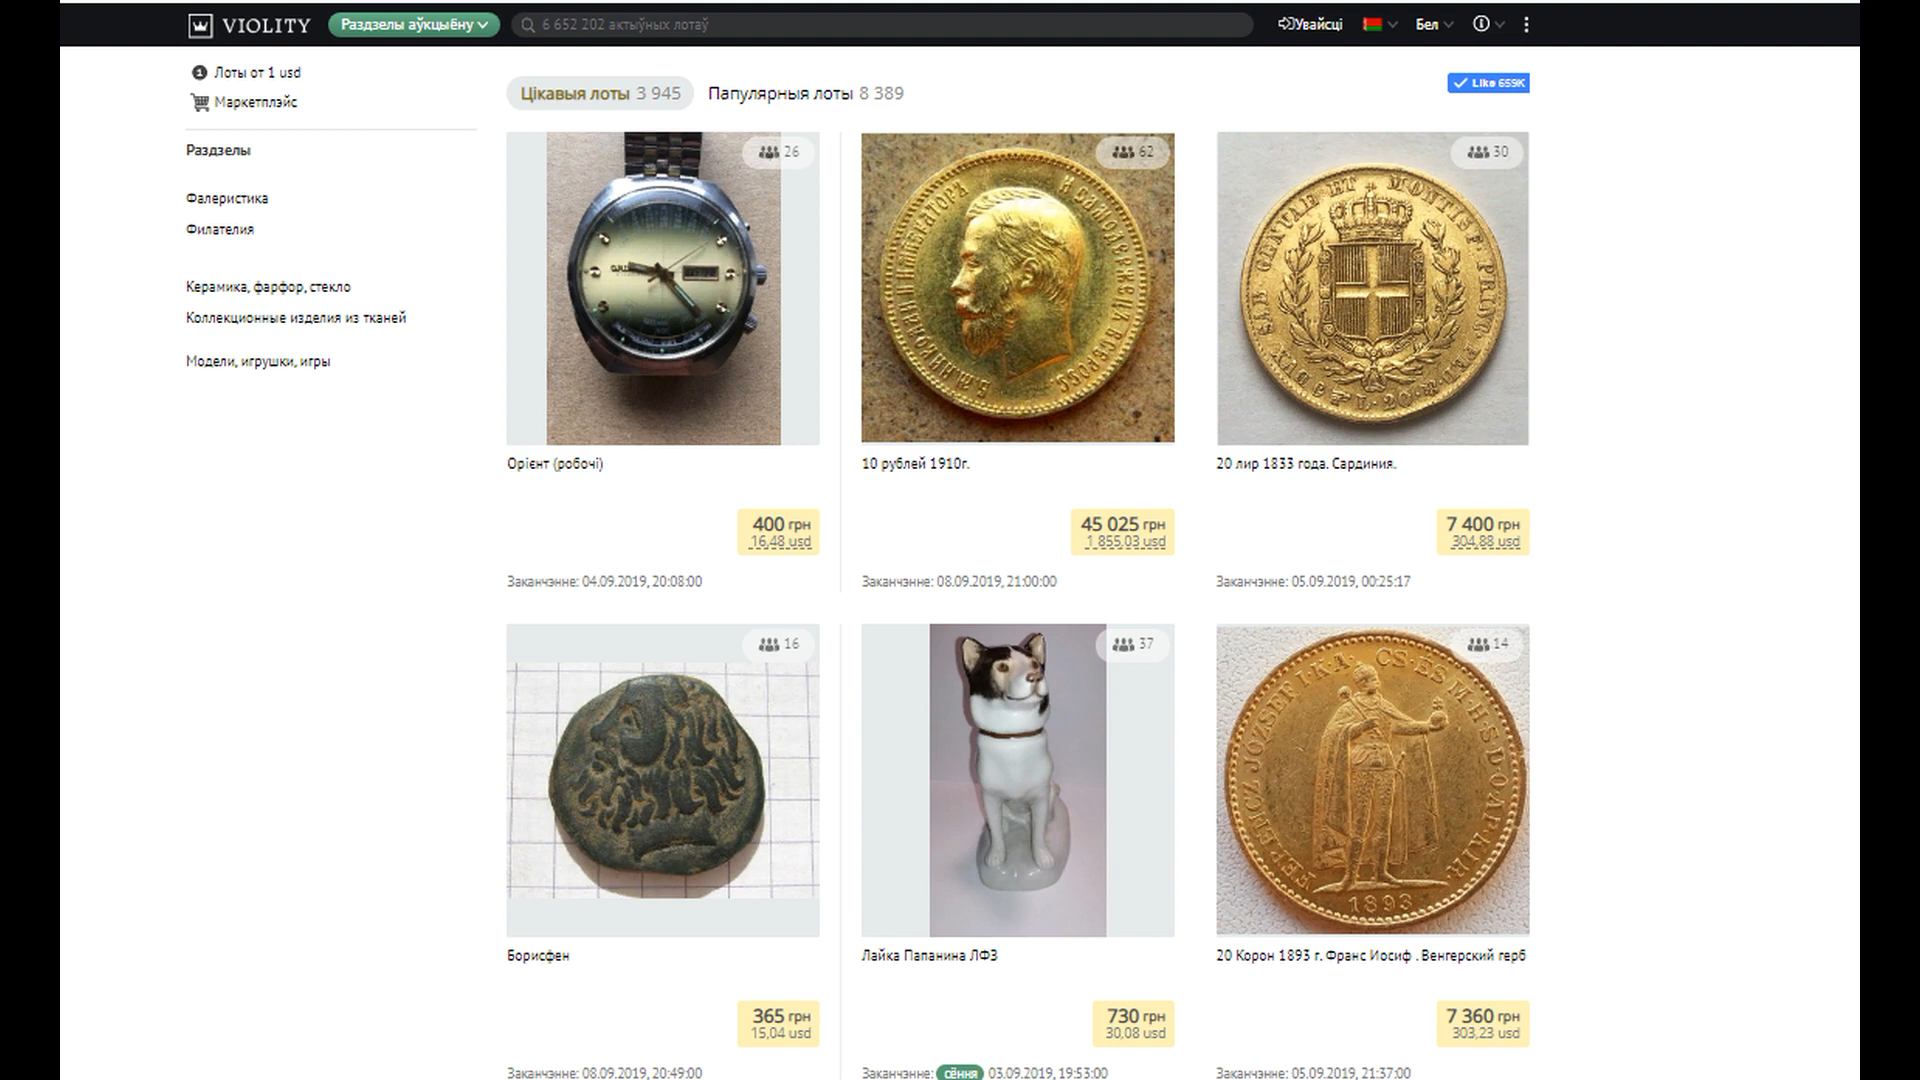 VIOLITY
Раздзелы аўкцыёну
6 652 202 актыўных лотаў
Увайсці
Бел
1 Лоты от 1 usd
Маркетплэйс
Раздзелы
Фалеристика
Филателия
Керамика, фарфор, стекло
Коллекционные изделия из тканей
Модели, игрушки, игры
Цікавыя лоты 3 945
Папулярныя лоты 8 389
Like 659K
26
62
30
Орієнт (робочі)
10 рублей 1910г.
20 лир 1833 года. Сардиния.
400 грн
16,48 usd
45 025 грн
1 855,03 usd
7 400 грн
304,88 usd
Заканчэнне: 04.09.2019, 20:08:00
Заканчэнне: 08.09.2019, 21:00:00
Заканчэнне: 05.09.2019, 00:25:17
16
37
14
1893
Борисфен
Лайка Папанина ЛФЗ
20 Корон 1893 г. Франс Иосиф . Венгерский герб
365 грн
15,04 usd
730 грн
30,08 usd
7 360 грн
303,23 usd
Заканчэнне: 08.09.2019, 20:49:00
Заканчэнне: сёння 03.09.2019, 19:53:00
Заканчэнне: 05.09.2019, 21:37:00